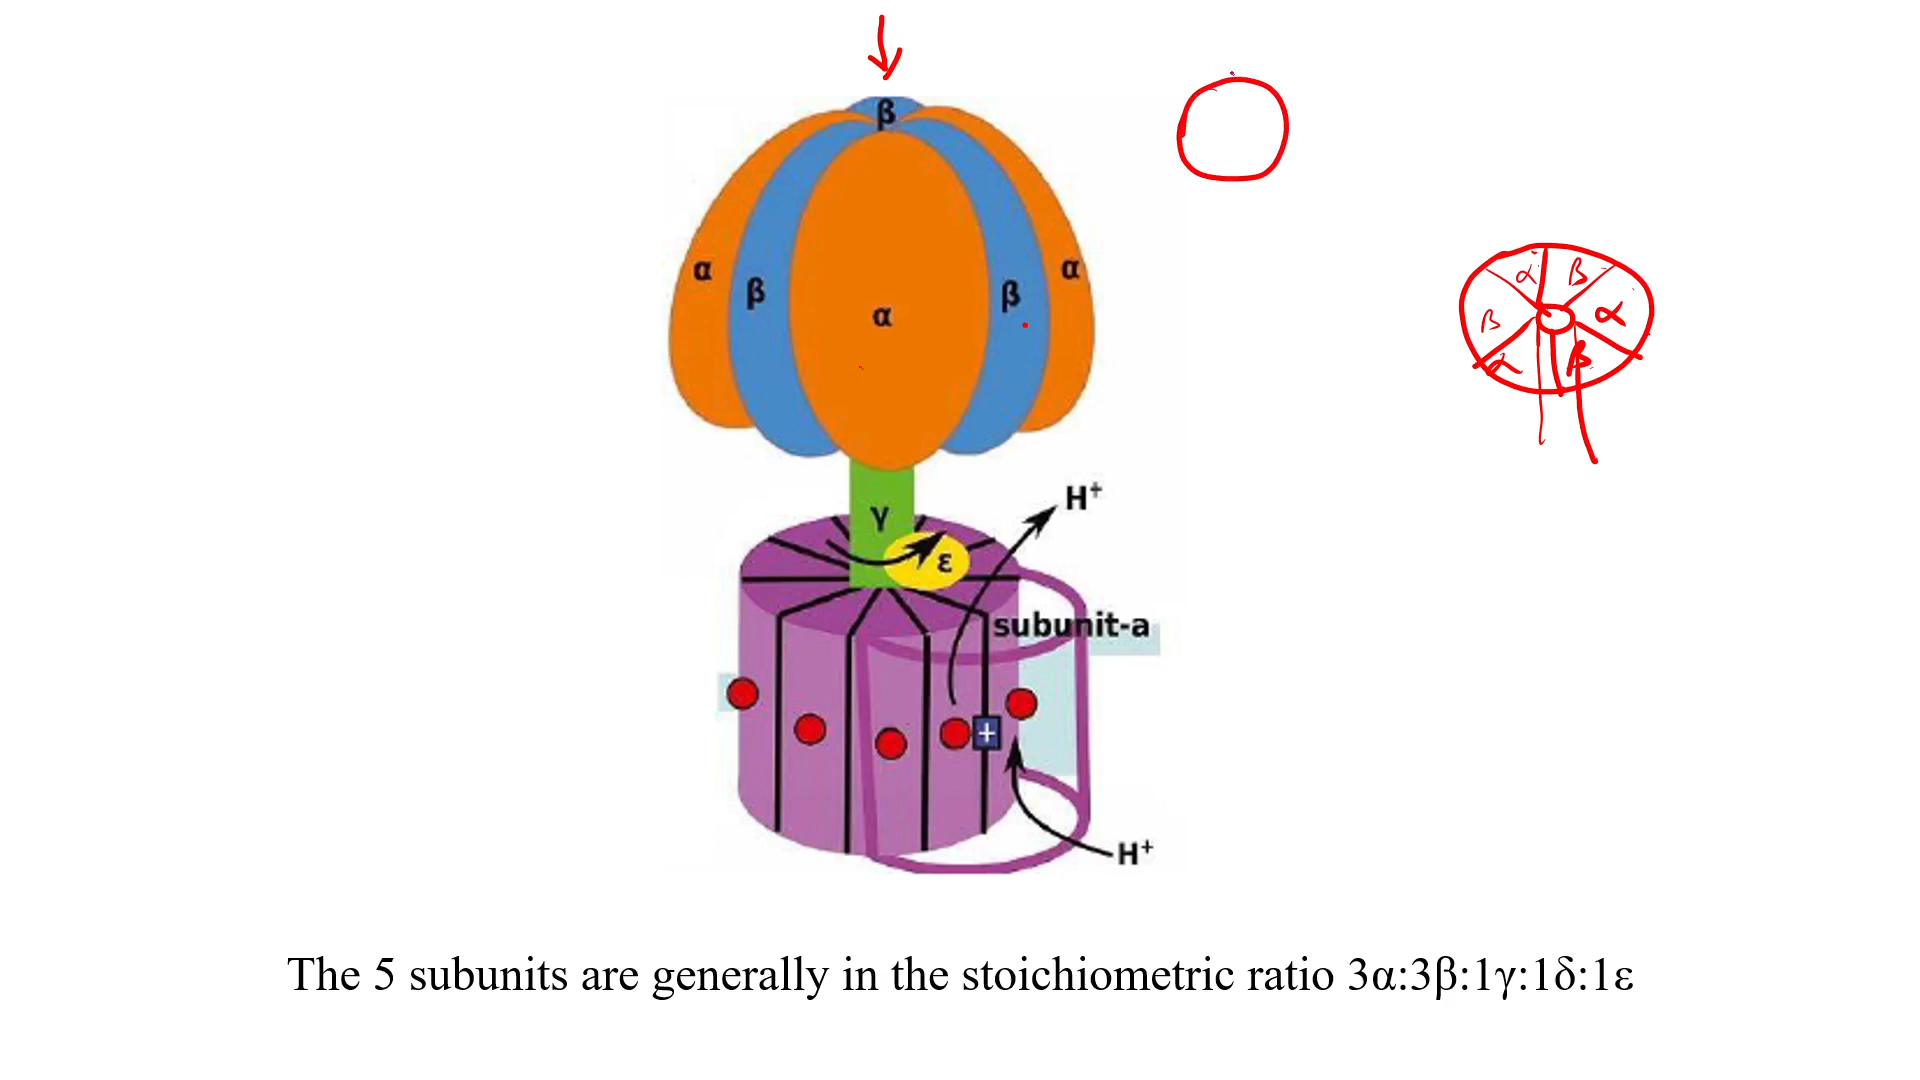 β
α β α β α
α β
β α
α β
γ
H⁺
ε
subunit-a
+
H⁺
The 5 subunits are generally in the stoichiometric ratio 3α:3β:1γ:1δ:1ε